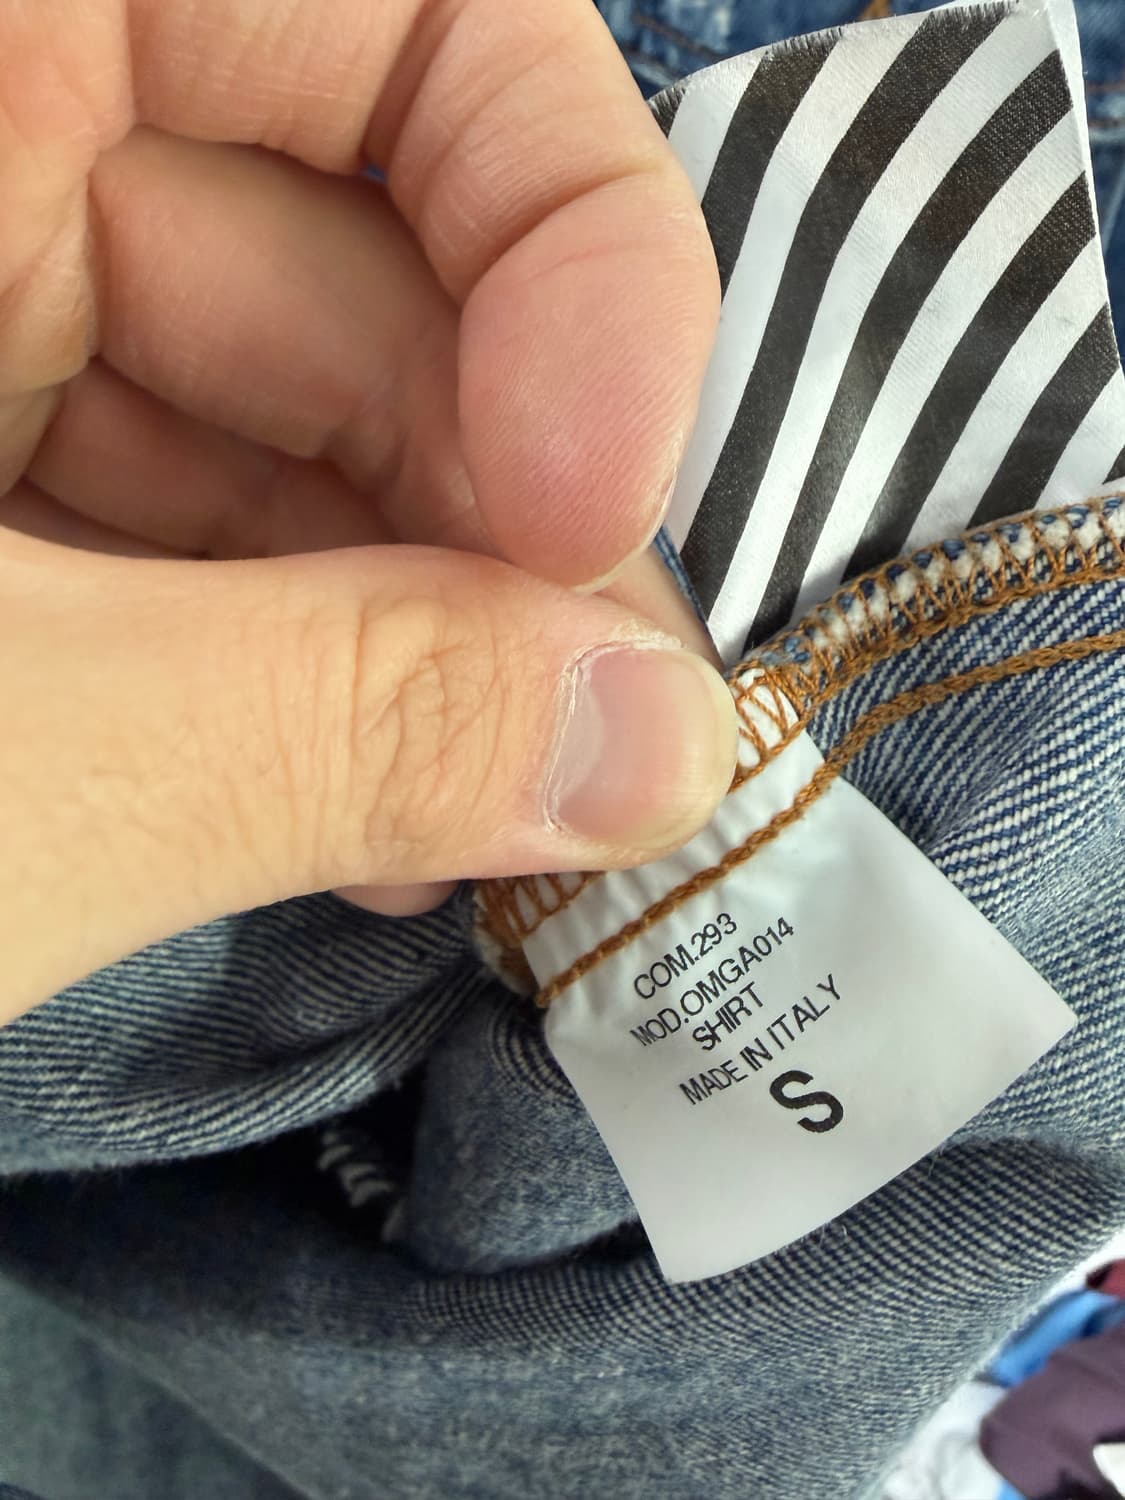 COM.293
MOD.OMGA014
SHIRT
MADE IN ITALY
S